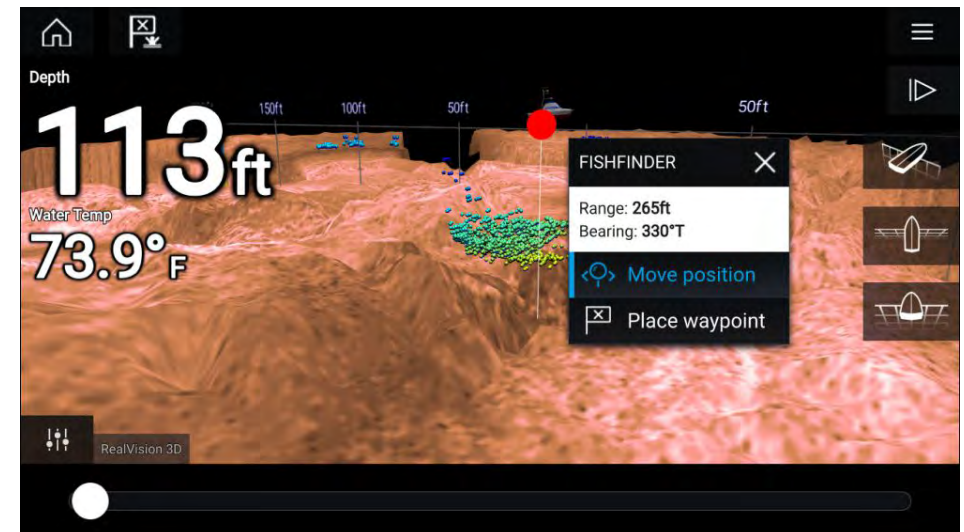 Depth
113ft
150ft
100ft
50ft
50ft
FISHFINDER
Range: 265ft
Bearing: 330°T
Water Temp
73.9°F
Move position
Place waypoint
RealVision 3D